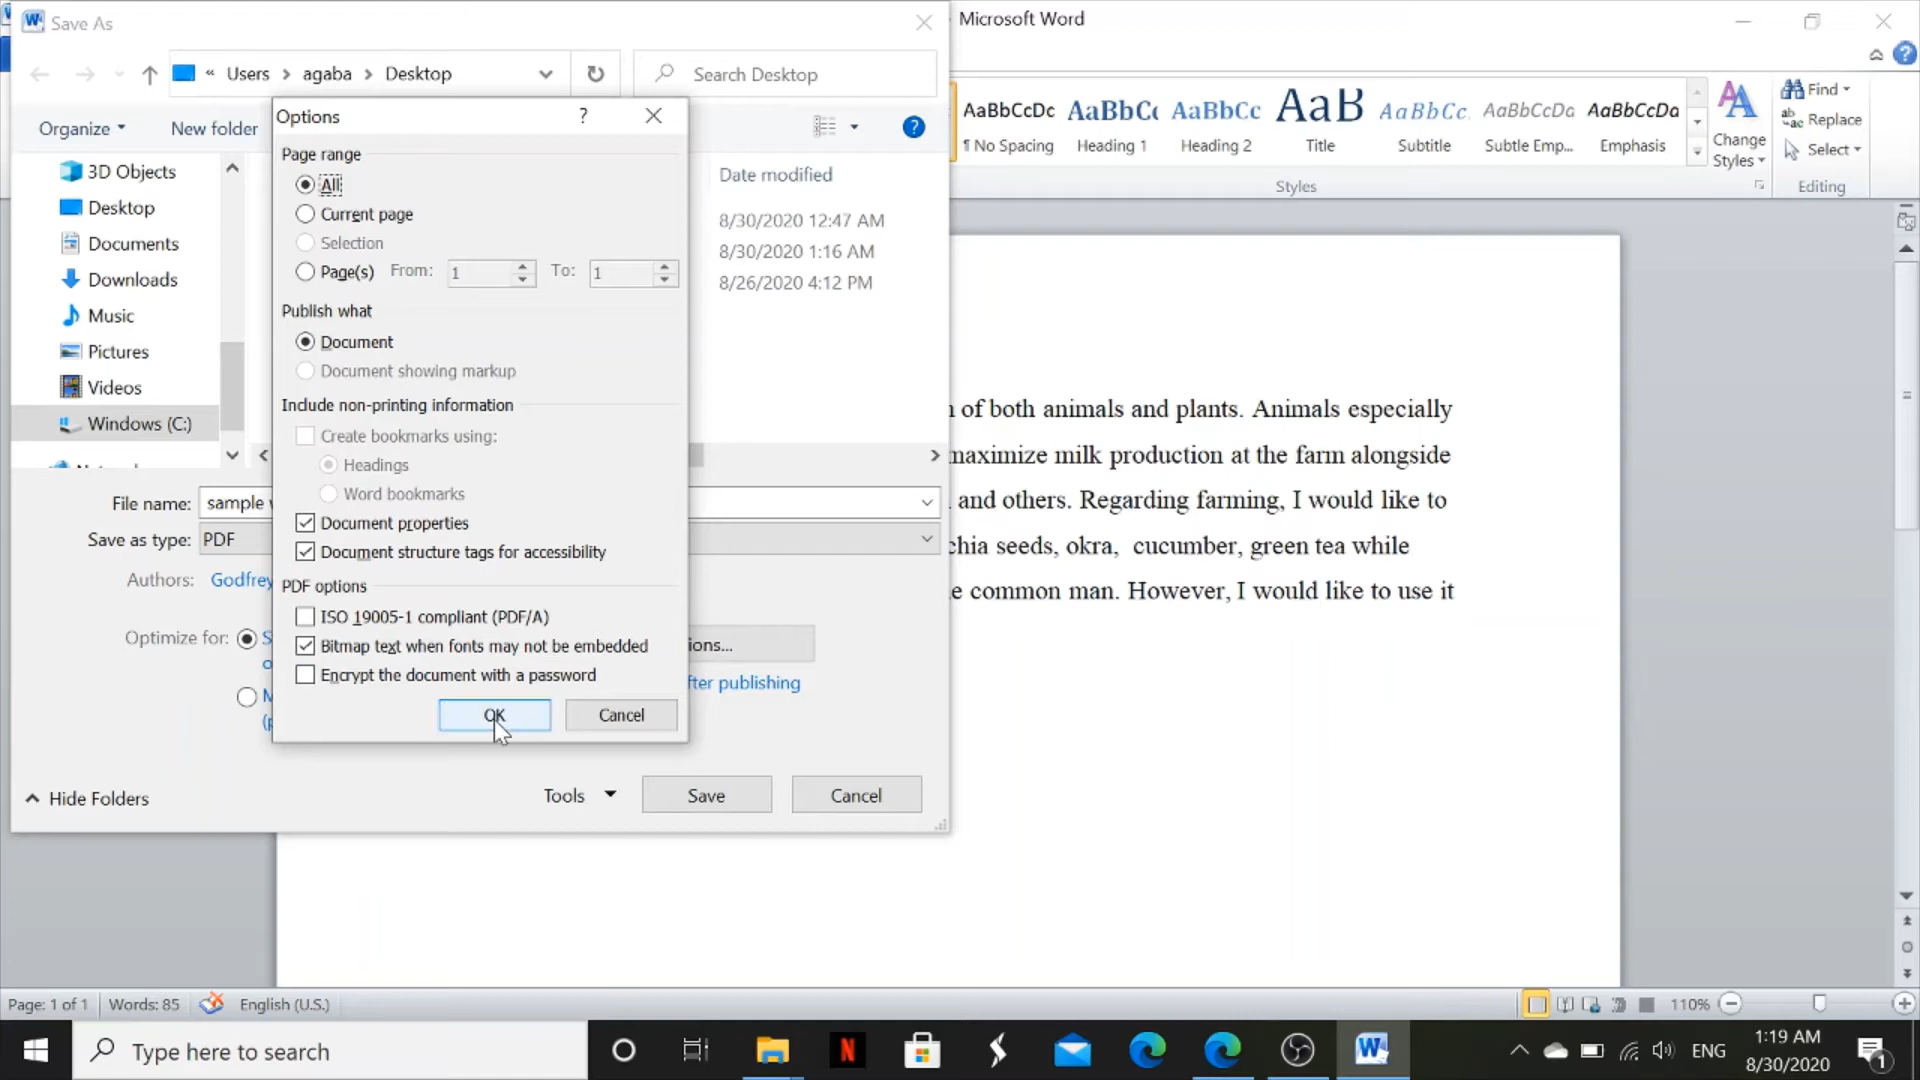 Save As
Microsoft Word
« Users > agaba > Desktop
Search Desktop
Organize
New folder
3D Objects
Desktop
Documents
Downloads
Music
Pictures
Videos
Windows (C:)
Date modified
8/30/2020 12:47 AM
8/30/2020 1:16 AM
8/26/2020 4:12 PM
File name: sample
Save as type: PDF
Authors: Godfrey
Optimize for:
ions...
fter publishing
Hide Folders
Tools
Save
Cancel
Options
?
Page range
All
Current page
Selection
Page(s) From: 1 To: 1
Publish what
Document
Document showing markup
Include non-printing information
Create bookmarks using:
Headings
Word bookmarks
Document properties
Document structure tags for accessibility
PDF options
ISO 19005-1 compliant (PDF/A)
Bitmap text when fonts may not be embedded
Encrypt the document with a password
OK
Cancel
AaBbCcDc AaBbC AaBbCc AaB AaBbCc. AaBbCcDa AaBbCcDa
¶ No Spacing Heading 1 Heading 2 Title Subtitle Subtle Emp... Emphasis
Change
Styles
Styles
Find
Replace
Select
Editing
of both animals and plants. Animals especially
maximize milk production at the farm alongside
and others. Regarding farming, I would like to
chia seeds, okra, cucumber, green tea while
e common man. However, I would like to use it
Page: 1 of 1 Words: 85 English (U.S.)
110%
Type here to search
ENG
1:19 AM
8/30/2020
1